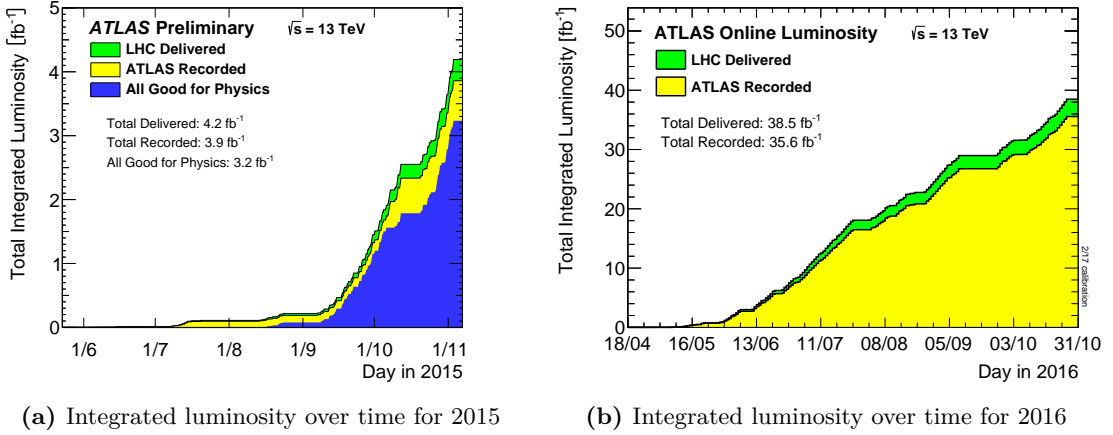 Total Integrated Luminosity [fb⁻¹]
5
4
3
2
1
0
ATLAS Preliminary √s = 13 TeV
LHC Delivered
ATLAS Recorded
All Good for Physics
Total Delivered: 4.2 fb⁻¹
Total Recorded: 3.9 fb⁻¹
All Good for Physics: 3.2 fb⁻¹
1/6 1/7 1/8 1/9 1/10 1/11
Day in 2015
(a) Integrated luminosity over time for 2015
Total Integrated Luminosity [fb⁻¹]
50
40
30
20
10
0
ATLAS Online Luminosity √s = 13 TeV
LHC Delivered
ATLAS Recorded
Total Delivered: 38.5 fb⁻¹
Total Recorded: 35.6 fb⁻¹
2/17 calibration
18/04 16/05 13/06 11/07 08/08 05/09 03/10 31/10
Day in 2016
(b) Integrated luminosity over time for 2016